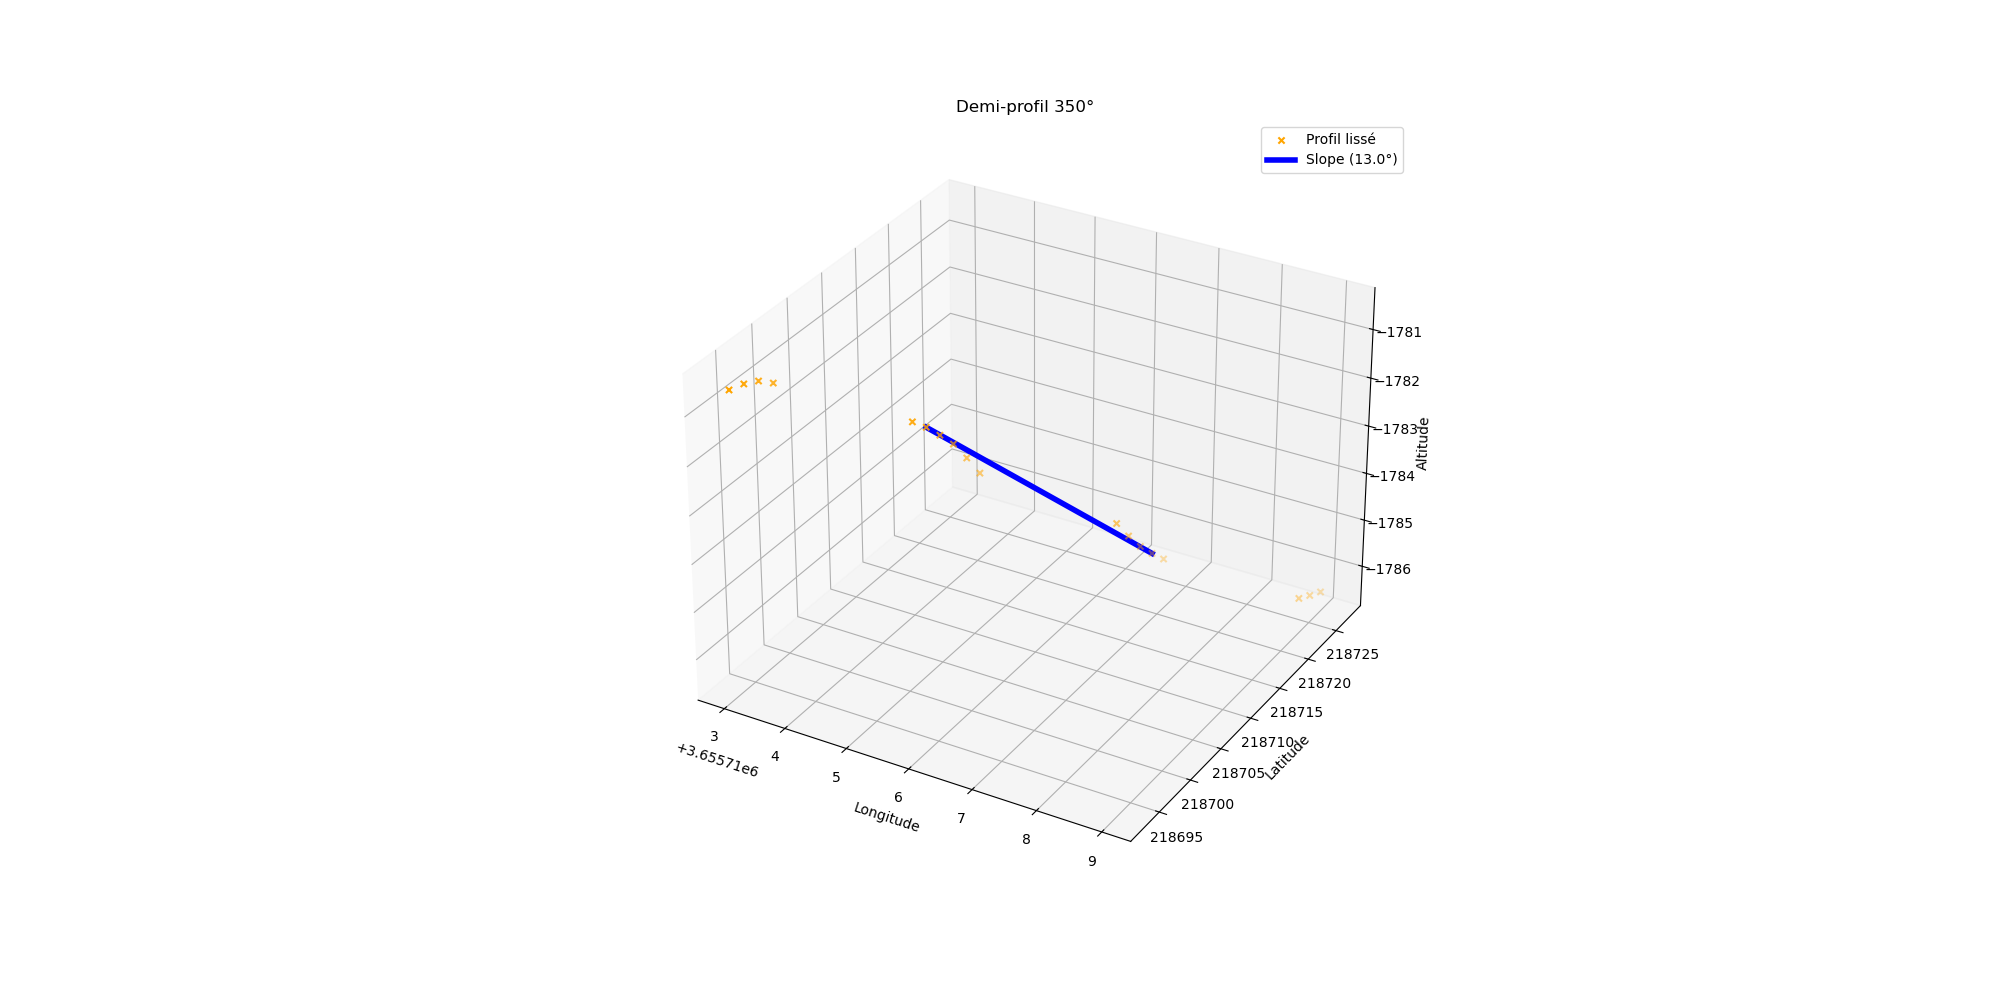 Demi-profil 350°
Profil lissé
Slope (13.0°)
−1781
−1782
−1783
−1784
−1785
−1786
Altitude
218725
218720
218715
218710
218705
218700
218695
Latitude
3
4
5
6
7
8
9
+3.65571e6
Longitude